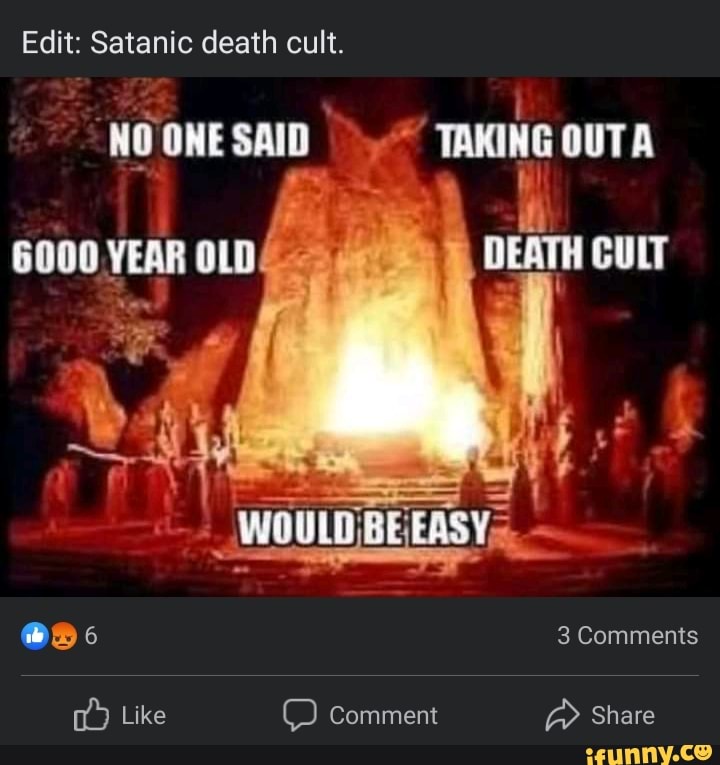 Edit: Satanic death cult.
NO ONE SAID TAKING OUT A
6000 YEAR OLD DEATH CULT
WOULD BE EASY
6 3 Comments
Like Comment Share
ifunny.co